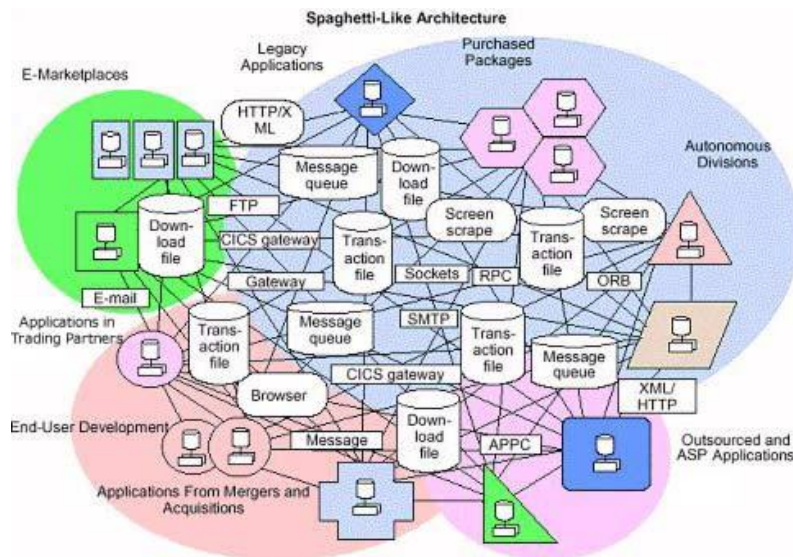 Spaghetti-Like Architecture
Legacy
Applications
Purchased
Packages
E-Marketplaces
HTTP/X
ML
Autonomous
Divisions
Message
queue
Down-
load
file
FTP
Down-
load
file
CICS gateway
Trans-
action
file
Screen
scrape
Trans-
action
file
Screen
scrape
Gateway
Sockets
RPC
ORB
E-mail
Applications in
Trading Partners
Trans-
action
file
Message
queue
SMTP
Trans-
action
file
Message
queue
CICS gateway
Browser
XML/
HTTP
End-User Development
Message
Down-
load
file
APPC
Outsourced and
ASP Applications
Applications From Mergers and
Acquisitions